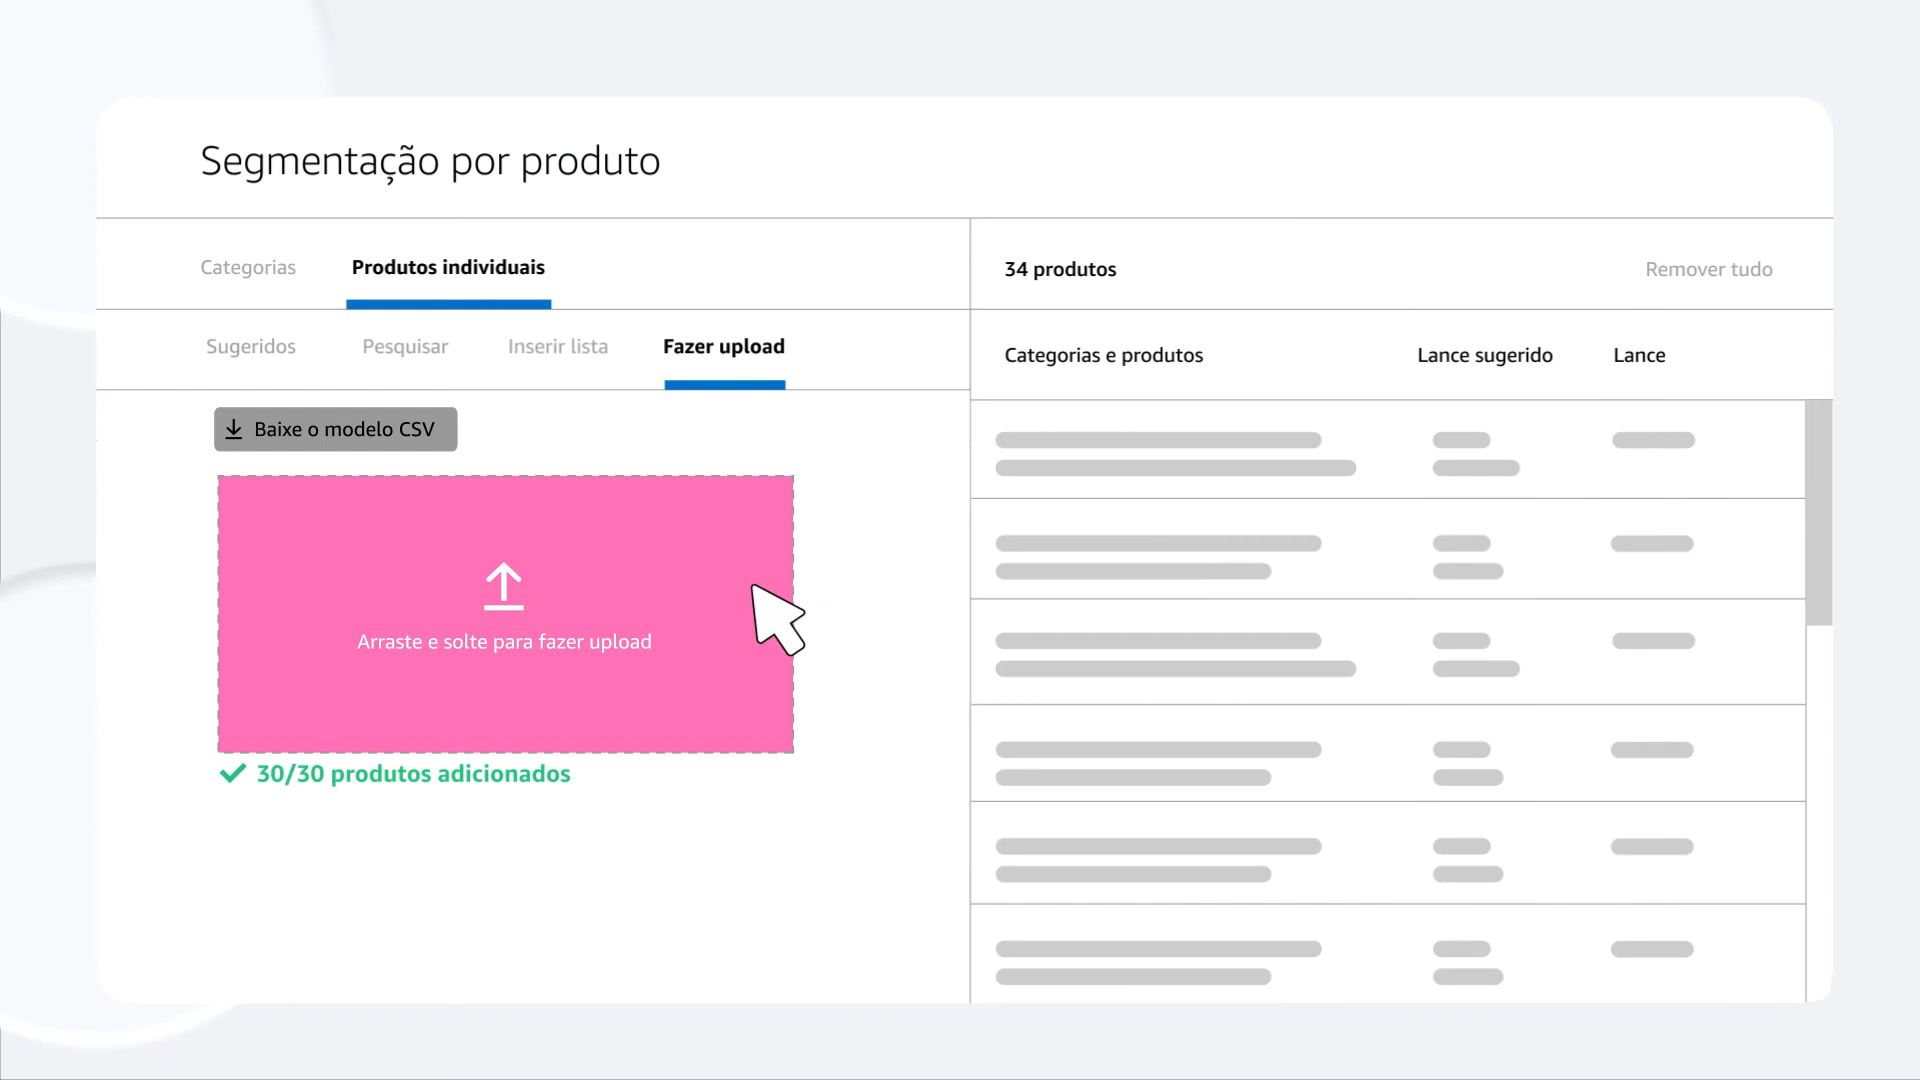 Segmentação por produto
Categorias
Produtos individuais
34 produtos
Remover tudo
Sugeridos
Pesquisar
Inserir lista
Fazer upload
Categorias e produtos
Lance sugerido
Lance
Baixe o modelo CSV
Arraste e solte para fazer upload
30/30 produtos adicionados